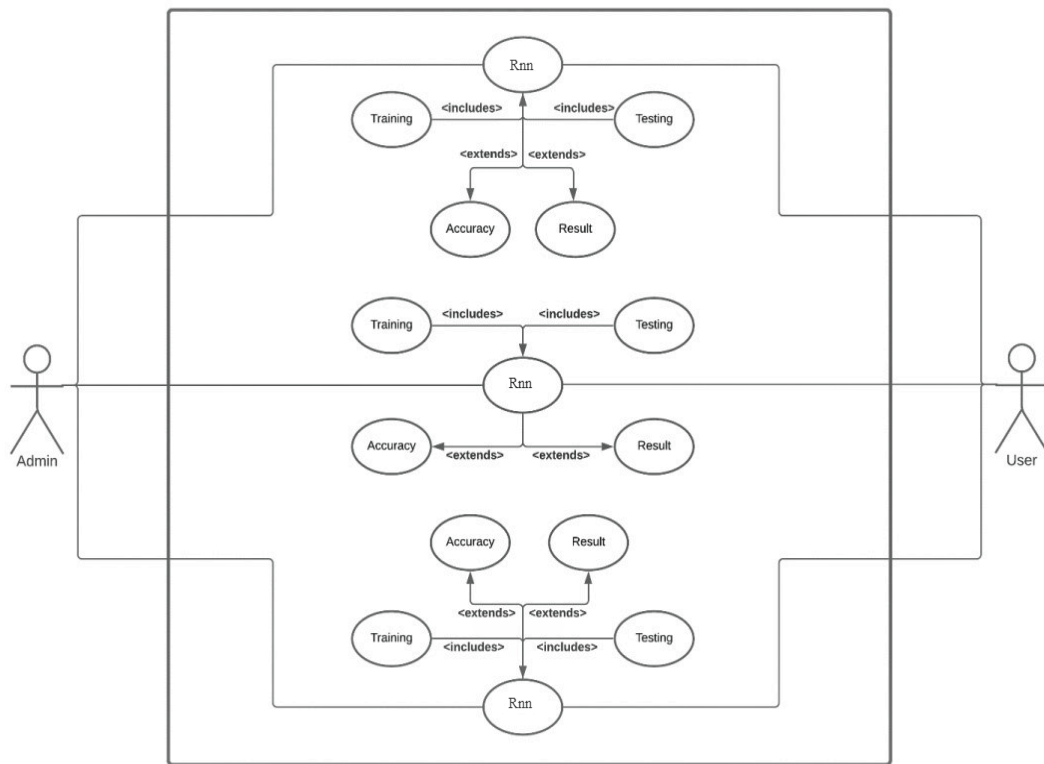 Rnn
<includes> <includes>
Training Testing
<extends> <extends>
Accuracy Result
<includes> <includes>
Training Testing
Rnn
Accuracy Result
<extends> <extends>
Admin User
Accuracy Result
<extends> <extends>
Training Testing
<includes> <includes>
Rnn